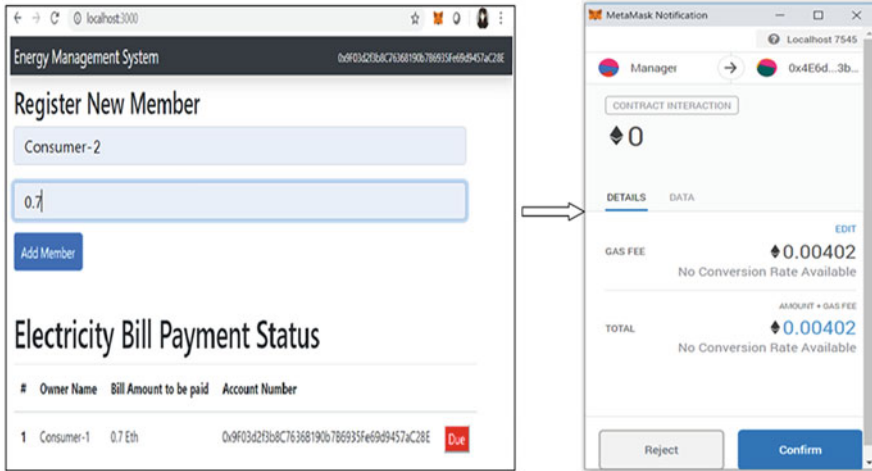 localhost:3000
Energy Management System
0x9F03d2f3b8C76368190b7B6935Fe69d9457aC28E
Register New Member
Consumer-2
0.7
Add Member
Electricity Bill Payment Status
# Owner Name Bill Amount to be paid Account Number
1 Consumer-1 0.7 Eth 0x9F03d2f3b8C76368190b7B6935Fe69d9457aC28E Due
MetaMask Notification
Localhost 7545
Manager 0x4E6d...3b...
CONTRACT INTERACTION
0
DETAILS DATA
EDIT
GAS FEE 0.00402
No Conversion Rate Available
AMOUNT + GAS FEE
TOTAL 0.00402
No Conversion Rate Available
Reject Confirm